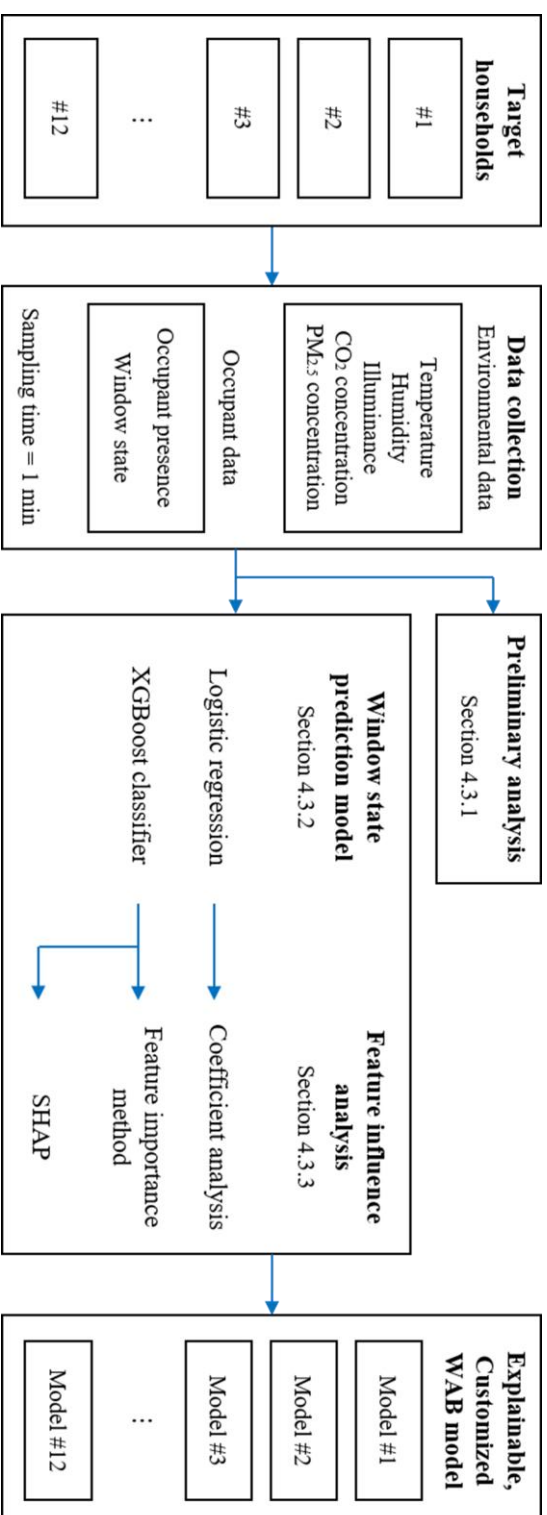 Target
households
#1
#2
#3
...
#12
Data collection
Environmental data
Temperature
Humidity
Illuminance
CO2 concentration
PM2.5 concentration
Occupant data
Occupant presence
Window state
Sampling time = 1 min
Preliminary analysis
Section 4.3.1
Window state
prediction model
Section 4.3.2
Logistic regression
XGBoost classifier
Feature influence
analysis
Section 4.3.3
Coefficient analysis
Feature importance
method
SHAP
Explainable,
Customized
WAB model
Model #1
Model #2
Model #3
...
Model #12